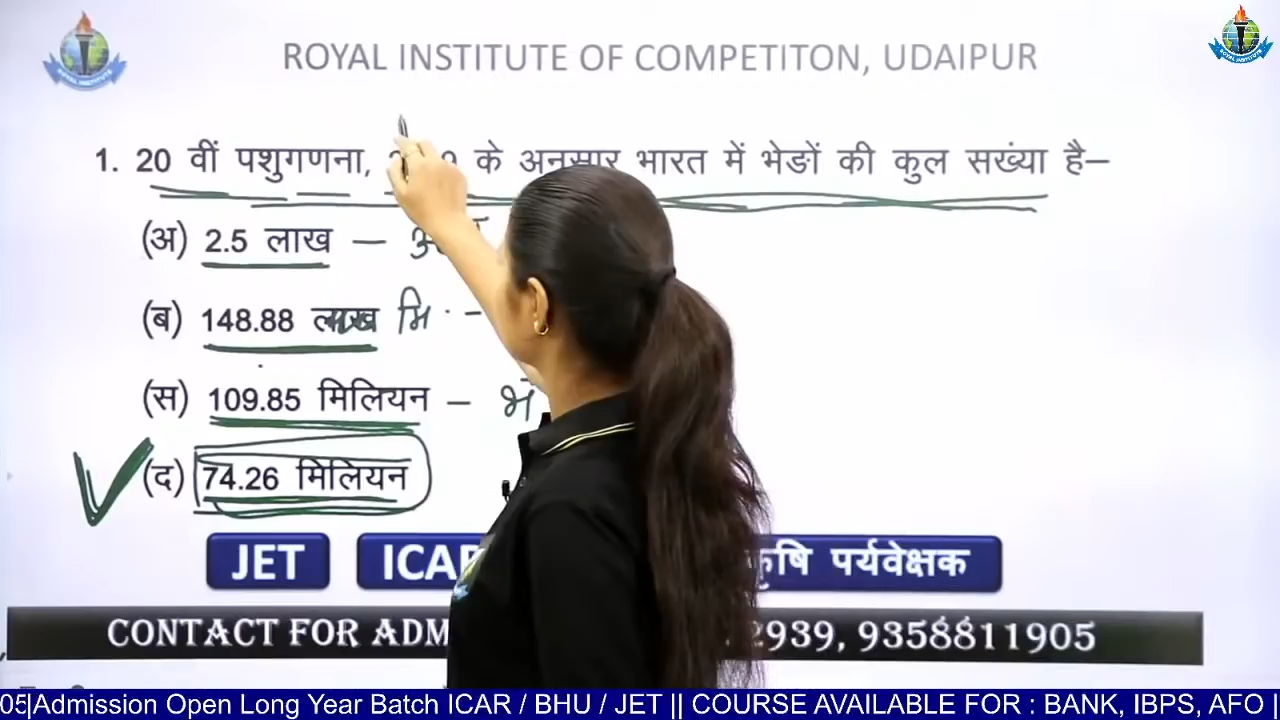 ROYAL INSTITUTE OF COMPETITON, UDAIPUR
1. 20 वीं पशुगणना, के अनुसार भारत में भेङों की कुल सख्ंया है–
(अ) 2.5 लाख –
(ब) 148.88 लाख मि. –
(स) 109.85 मिलियन –
(द) 74.26 मिलियन
JET ICAR कृषि पर्यवेक्षक
CONTACT FOR ADM 2939, 9358811905
05|Admission Open Long Year Batch ICAR / BHU / JET || COURSE AVAILABLE FOR : BANK, IBPS, AFO |